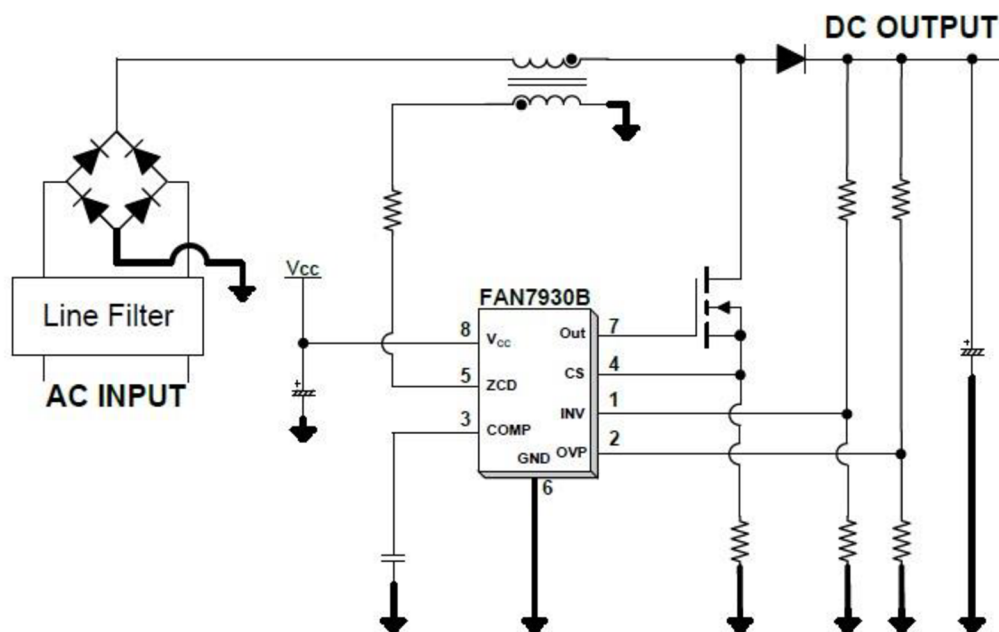 DC OUTPUT
Vcc
FAN7930B
Line Filter
AC INPUT
8 VCC
5 ZCD
3 COMP
GND
6
Out 7
CS 4
INV 1
OVP 2
+
+